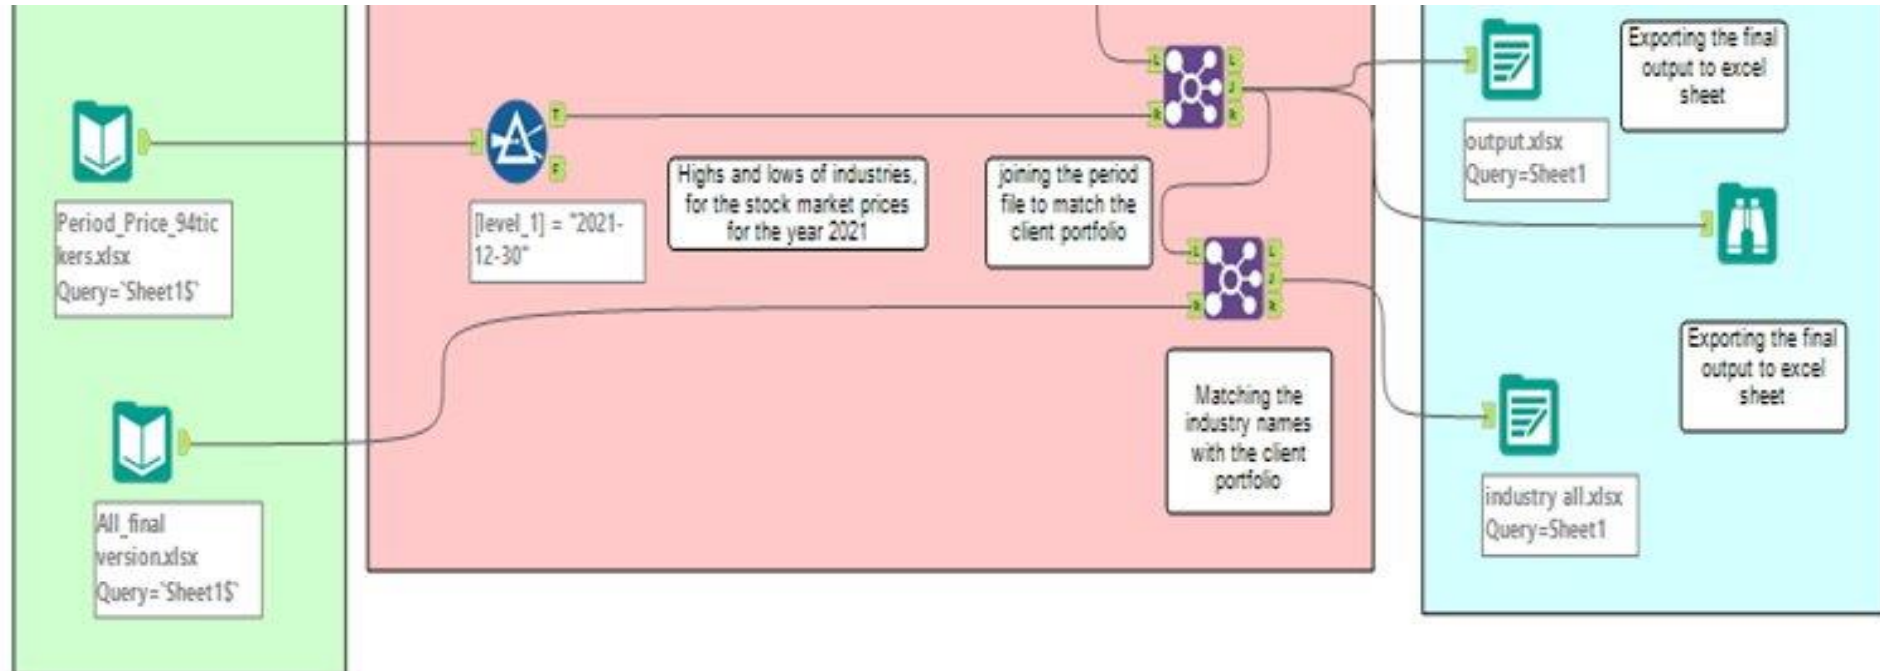 Period_Price_94tic
kers.xlsx
Query=`Sheet1$`
All_final
version.xlsx
Query=`Sheet1$`
T
F
[level_1] = "2021-
12-30"
Highs and lows of industries,
for the stock market prices
for the year 2021
joining the period
file to match the
client portfolio
L
R
L
J
R
L
R
L
J
R
Matching the
industry names
with the client
portfolio
output.xlsx
Query=Sheet1
Exporting the final
output to excel
sheet
Exporting the final
output to excel
sheet
industry all.xlsx
Query=Sheet1